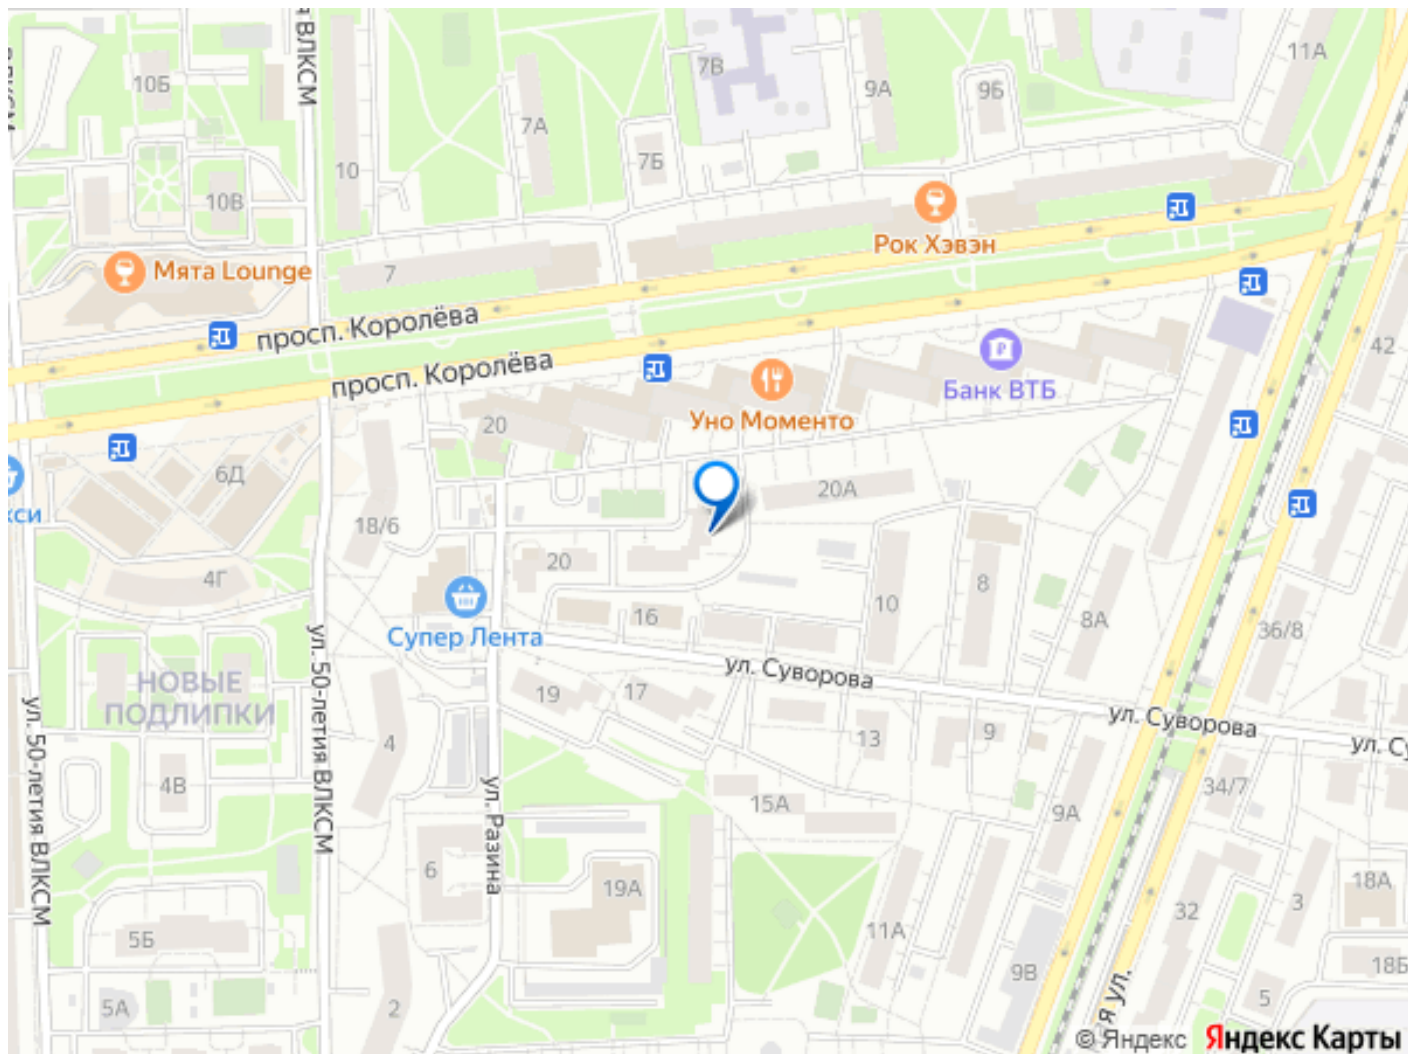 ул. 50-летия ВЛКСМ
ВЛКСМ
11А
10Б
7В
9А
9Б
7А
7Б
10
10В
Рок Хэвэн
Мята Lounge
7
просп. Королёва
просп. Королёва
42
Банк ВТБ
Уно Моменто
20
6Д
кси
20А
18/6
20
4Г
8
10
16
8А
36/8
Супер Лента
ул. Суворова
НОВЫЕ
ПОДЛИПКИ
19
17
ул. Суворова
ул. Су
13
9
4
ул. 50-летия ВЛКСМ
4В
34/7
15А
9А
ул. Разина
6
19А
18А
3
32
11А
5Б
18Б
9В
5
5А
2
я ул.
© Яндекс Яндекс Карты